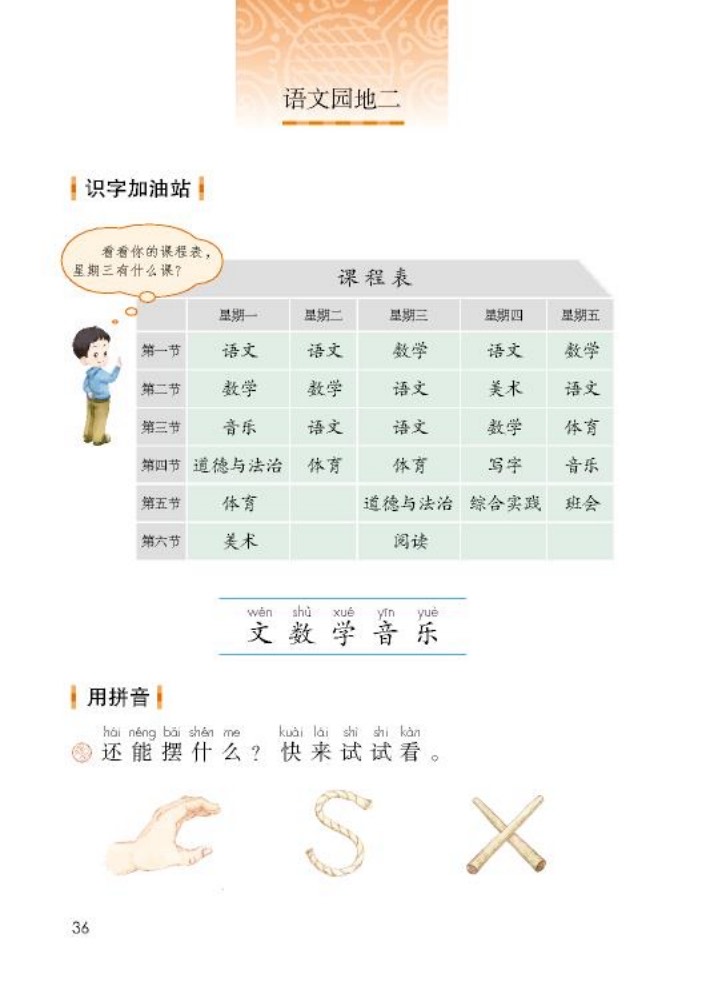 语文园地二
识字加油站
看看你的课程表，
星期三有什么课？
课程表
星期一 星期二 星期三 星期四 星期五
第一节 语文 语文 数学 语文 数学
第二节 数学 数学 语文 美术 语文
第三节 音乐 语文 语文 数学 体育
第四节 道德与法治 体育 体育 写字 音乐
第五节 体育 道德与法治 综合实践 班会
第六节 美术 阅读
wén shù xué yīn yuè
文 数 学 音 乐
用拼音
hái néng bǎi shén me kuài lái shì shi kàn
还能摆什么？快来试试看。
36